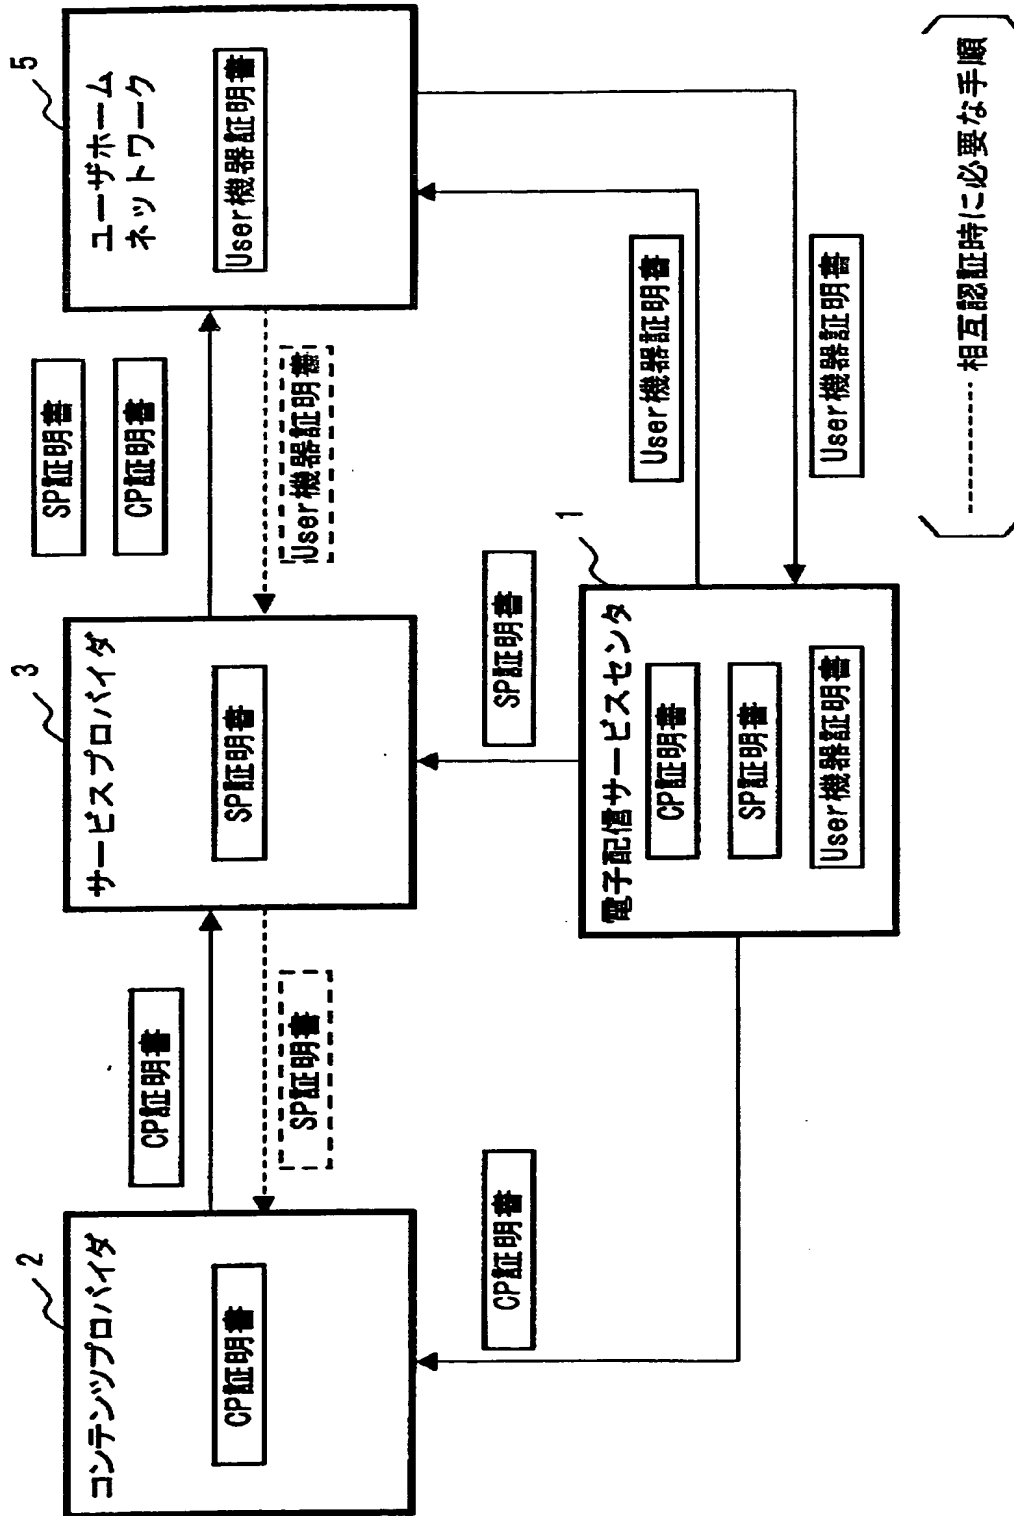 2
コンテンツプロバイダ
CP証明書
CP証明書
SP証明書
3
サービスプロバイダ
SP証明書
SP証明書
CP証明書
User機器証明書
5
ユーザホーム
ネットワーク
User機器証明書
CP証明書
SP証明書
1
電子配信サービスセンタ
CP証明書
SP証明書
User機器証明書
User機器証明書
User機器証明書
相互認証時に必要な手順